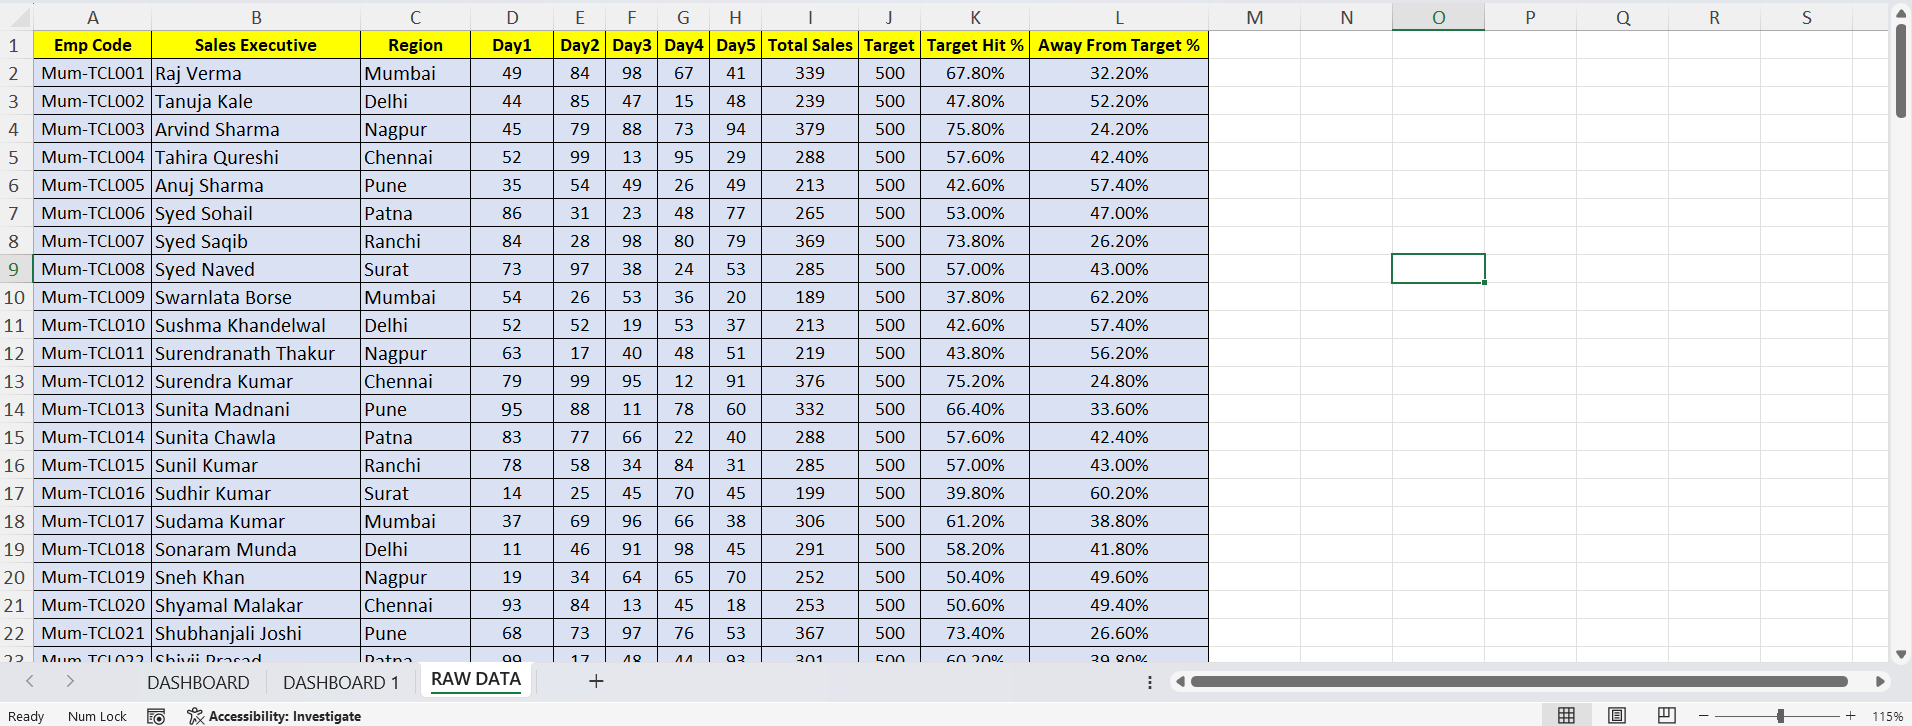 A B C D E F G H I J K L M N O P Q R S
1 Emp Code Sales Executive Region Day1 Day2 Day3 Day4 Day5 Total Sales Target Target Hit % Away From Target %
2 Mum-TCL001 Raj Verma Mumbai 49 84 98 67 41 339 500 67.80% 32.20%
3 Mum-TCL002 Tanuja Kale Delhi 44 85 47 15 48 239 500 47.80% 52.20%
4 Mum-TCL003 Arvind Sharma Nagpur 45 79 88 73 94 379 500 75.80% 24.20%
5 Mum-TCL004 Tahira Qureshi Chennai 52 99 13 95 29 288 500 57.60% 42.40%
6 Mum-TCL005 Anuj Sharma Pune 35 54 49 26 49 213 500 42.60% 57.40%
7 Mum-TCL006 Syed Sohail Patna 86 31 23 48 77 265 500 53.00% 47.00%
8 Mum-TCL007 Syed Saqib Ranchi 84 28 98 80 79 369 500 73.80% 26.20%
9 Mum-TCL008 Syed Naved Surat 73 97 38 24 53 285 500 57.00% 43.00%
10 Mum-TCL009 Swarnlata Borse Mumbai 54 26 53 36 20 189 500 37.80% 62.20%
11 Mum-TCL010 Sushma Khandelwal Delhi 52 52 19 53 37 213 500 42.60% 57.40%
12 Mum-TCL011 Surendranath Thakur Nagpur 63 17 40 48 51 219 500 43.80% 56.20%
13 Mum-TCL012 Surendra Kumar Chennai 79 99 95 12 91 376 500 75.20% 24.80%
14 Mum-TCL013 Sunita Madnani Pune 95 88 11 78 60 332 500 66.40% 33.60%
15 Mum-TCL014 Sunita Chawla Patna 83 77 66 22 40 288 500 57.60% 42.40%
16 Mum-TCL015 Sunil Kumar Ranchi 78 58 34 84 31 285 500 57.00% 43.00%
17 Mum-TCL016 Sudhir Kumar Surat 14 25 45 70 45 199 500 39.80% 60.20%
18 Mum-TCL017 Sudama Kumar Mumbai 37 69 96 66 38 306 500 61.20% 38.80%
19 Mum-TCL018 Sonaram Munda Delhi 11 46 91 98 45 291 500 58.20% 41.80%
20 Mum-TCL019 Sneh Khan Nagpur 19 34 64 65 70 252 500 50.40% 49.60%
21 Mum-TCL020 Shyamal Malakar Chennai 93 84 13 45 18 253 500 50.60% 49.40%
22 Mum-TCL021 Shubhanjali Joshi Pune 68 73 97 76 53 367 500 73.40% 26.60%
23 Mum-TCL022 Shivji Prasad Patna 99 17 48 44 93 301 500 60.20% 39.80%
DASHBOARD DASHBOARD 1 RAW DATA
Ready Num Lock Accessibility: Investigate 115%